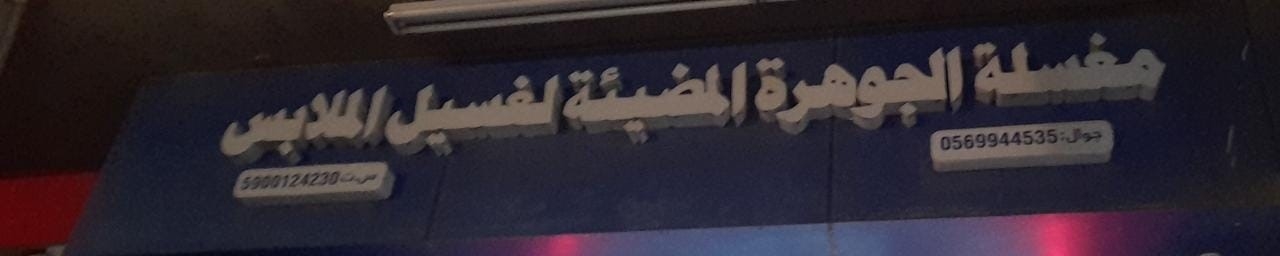 مغسلة الجوهرة المضيئة لغسيل الملابس
جوال: 0569944535
س.ت 5900124230